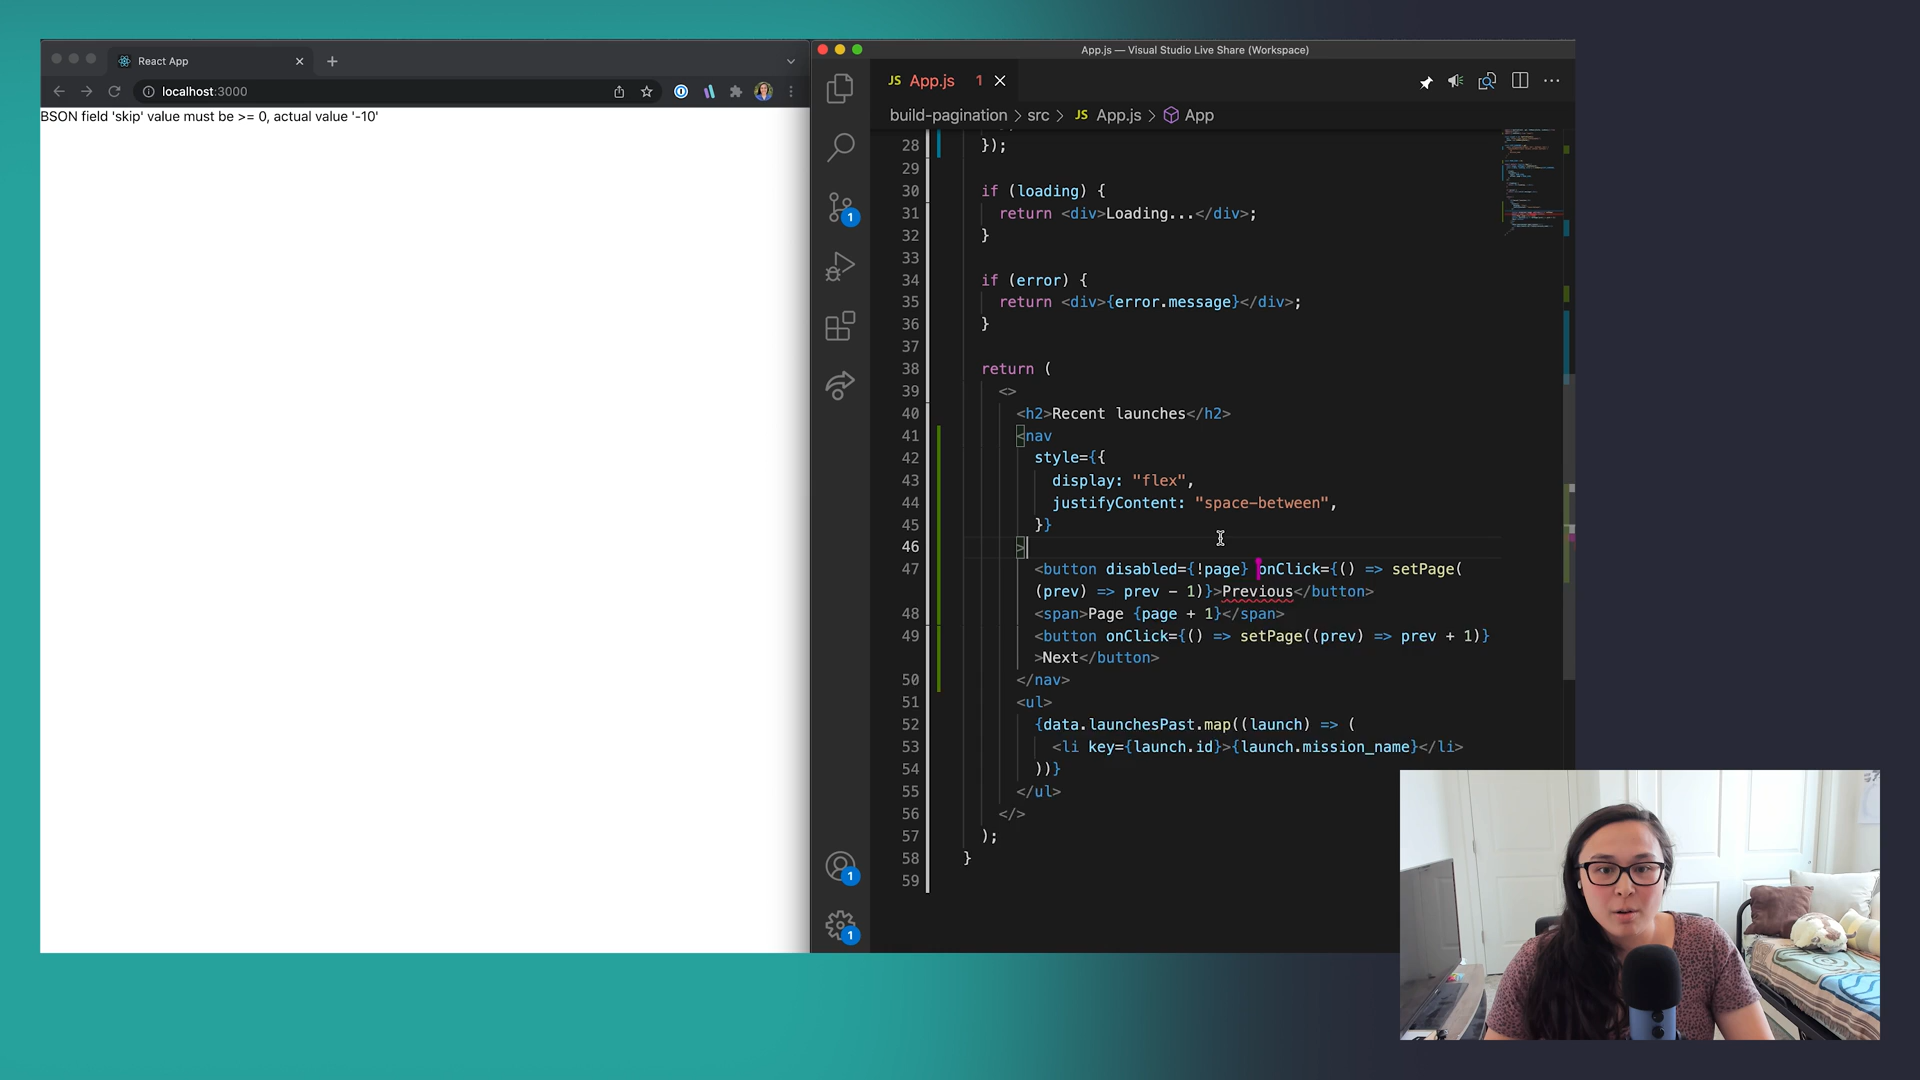 React App
localhost:3000
BSON field 'skip' value must be >= 0, actual value '-10'
App.js — Visual Studio Live Share (Workspace)
JS App.js 1
build-pagination > src > JS App.js > App
28 });
29
30 if (loading) {
31 return <div>Loading...</div>;
32 }
33
34 if (error) {
35 return <div>{error.message}</div>;
36 }
37
38 return (
39 <>
40 <h2>Recent launches</h2>
41 <nav
42 style={{
43 display: "flex",
44 justifyContent: "space-between",
45 }}
46 >
47 <button disabled={!page} onClick={() => setPage(
(prev) => prev - 1)}>Previous</button>
48 <span>Page {page + 1}</span>
49 <button onClick={() => setPage((prev) => prev + 1)}
>Next</button>
50 </nav>
51 <ul>
52 {data.launchesPast.map((launch) => (
53 <li key={launch.id}>{launch.mission_name}</li>
54 ))}
55 </ul>
56 </>
57 );
58 }
59
1
1
1